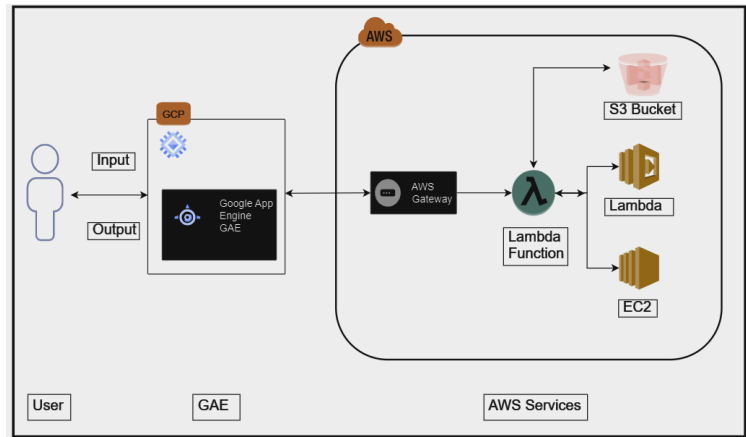 AWS
GCP
S3 Bucket
Input
Output
Google App
Engine
GAE
AWS
Gateway
Lambda
Function
Lambda
EC2
User
GAE
AWS Services